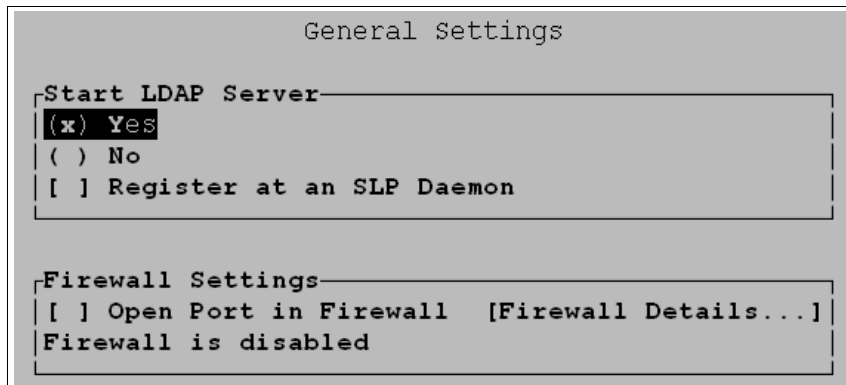 General Settings
Start LDAP Server
(x) Yes
( ) No
[ ] Register at an SLP Daemon
Firewall Settings
[ ] Open Port in Firewall [Firewall Details...]
Firewall is disabled